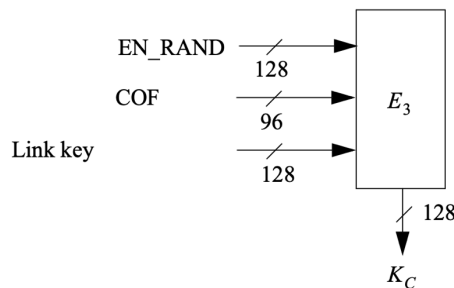 EN_RAND
128
COF
96
E3
Link key
128
128
KC